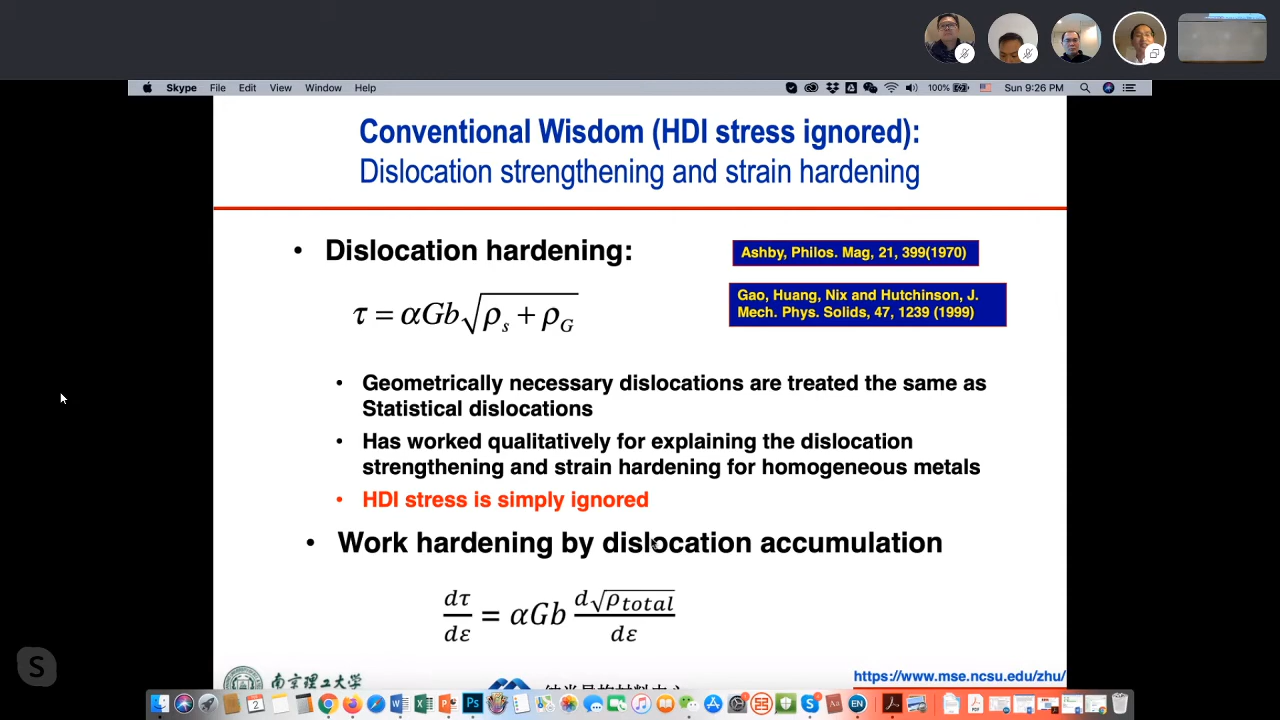 Skype File Edit View Window Help 100% Sun 9:26 PM
Conventional Wisdom (HDI stress ignored):
Dislocation strengthening and strain hardening
• Dislocation hardening:
Ashby, Philos. Mag, 21, 399(1970)
τ = αGb√(ρ_s + ρ_G)
Gao, Huang, Nix and Hutchinson, J.
Mech. Phys. Solids, 47, 1239 (1999)
• Geometrically necessary dislocations are treated the same as
Statistical dislocations
• Has worked qualitatively for explaining the dislocation
strengthening and strain hardening for homogeneous metals
• HDI stress is simply ignored
• Work hardening by dislocation accumulation
dτ/dε = αGb d√ρ_total/dε
南京理工大学
https://www.mse.ncsu.edu/zhu/
S